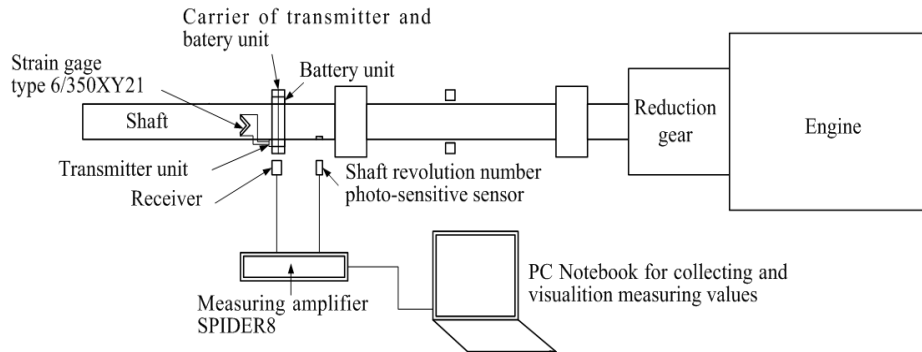 Carrier of transmitter and
batery unit
Strain gage
type 6/350XY21
Battery unit
Shaft
Reduction
gear
Engine
Transmitter unit
Receiver
Shaft revolution number
photo-sensitive sensor
Measuring amplifier
SPIDER8
PC Notebook for collecting and
visualition measuring values